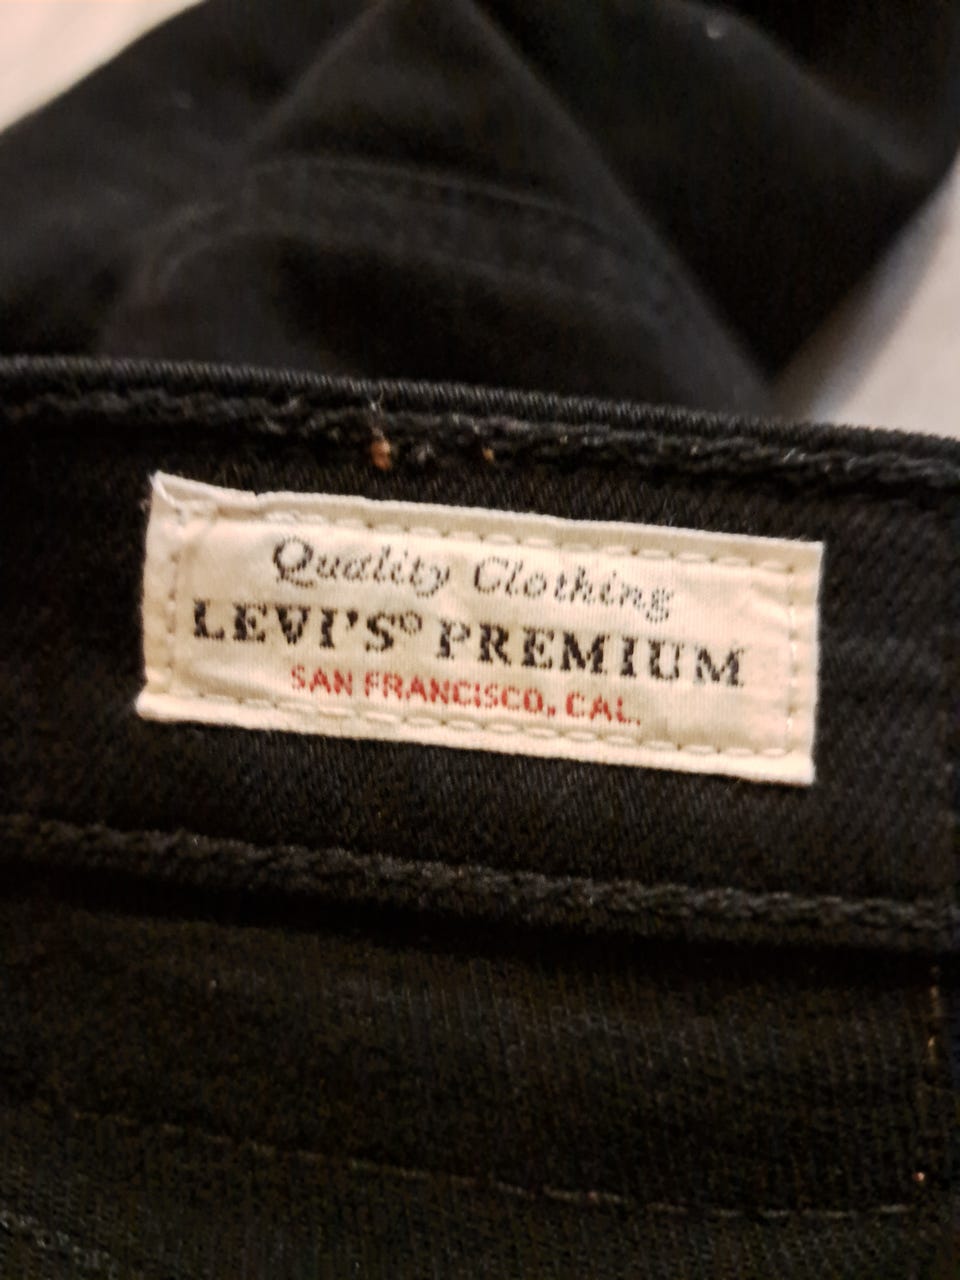 Quality Clothing
LEVI'S® PREMIUM
SAN FRANCISCO, CAL.